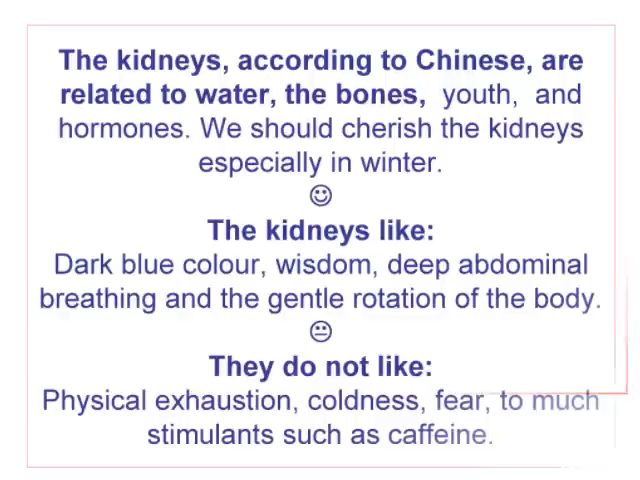 The kidneys, according to Chinese, are
related to water, the bones, youth, and
hormones. We should cherish the kidneys
especially in winter.
☺
The kidneys like:
Dark blue colour, wisdom, deep abdominal
breathing and the gentle rotation of the body.
😐
They do not like:
Physical exhaustion, coldness, fear, to much
stimulants such as caffeine.